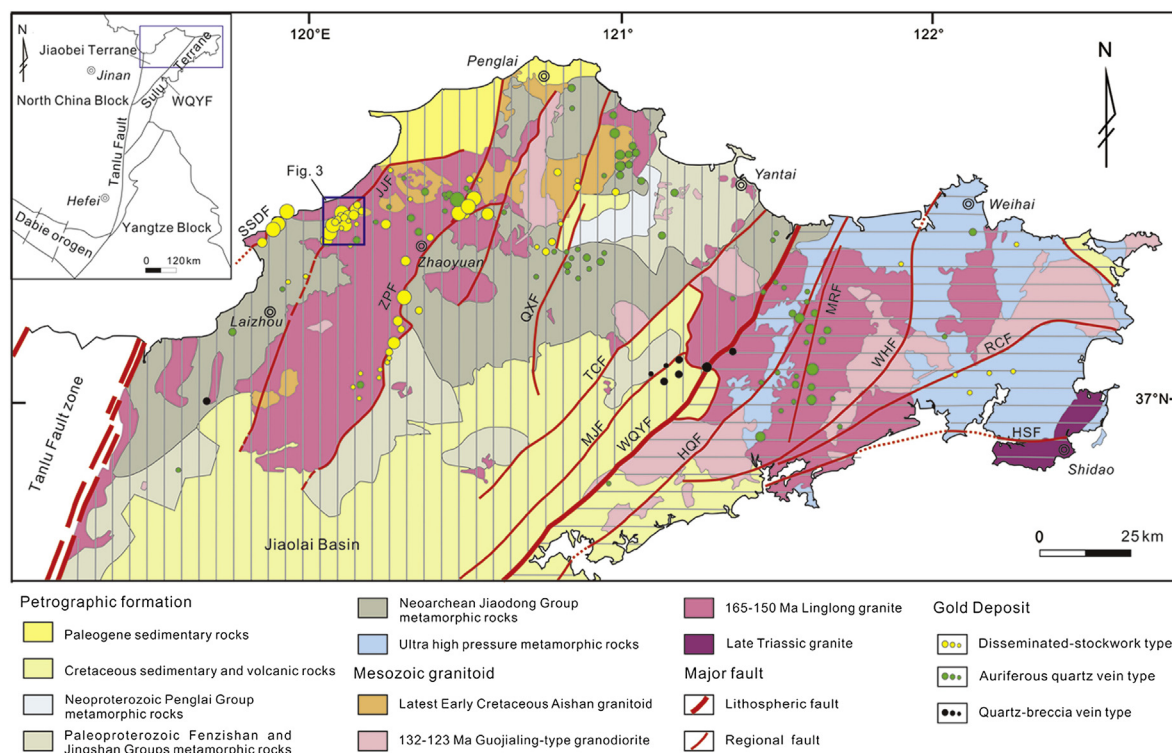 120°E
121°
122°
N
Jiaobei Terrane
Jinan
North China Block
Sulu Terrane
WQYF
Tanlu Fault
Hefei
Dabie orogen
Yangtze Block
0 120km
Penglai
N
Fig. 3
JJF
SSDF
Yantai
Weihai
Zhaoyuan
ZPF
QXF
Laizhou
MRF
WHF
RCF
TCF
MJF
WQYF
HQF
37°N
HSF
Shidao
Tanlu Fault zone
Jiaolai Basin
0 25km
Petrographic formation
Paleogene sedimentary rocks
Cretaceous sedimentary and volcanic rocks
Neoproterozoic Penglai Group
metamorphic rocks
Paleoproterozoic Fenzishan and
Jingshan Groups metamorphic rocks
Neoarchean Jiaodong Group
metamorphic rocks
Ultra high pressure metamorphic rocks
Mesozoic granitoid
Latest Early Cretaceous Aishan granitoid
132-123 Ma Guojialing-type granodiorite
165-150 Ma Linglong granite
Late Triassic granite
Major fault
Lithospheric fault
Regional fault
Gold Deposit
Disseminated-stockwork type
Auriferous quartz vein type
Quartz-breccia vein type